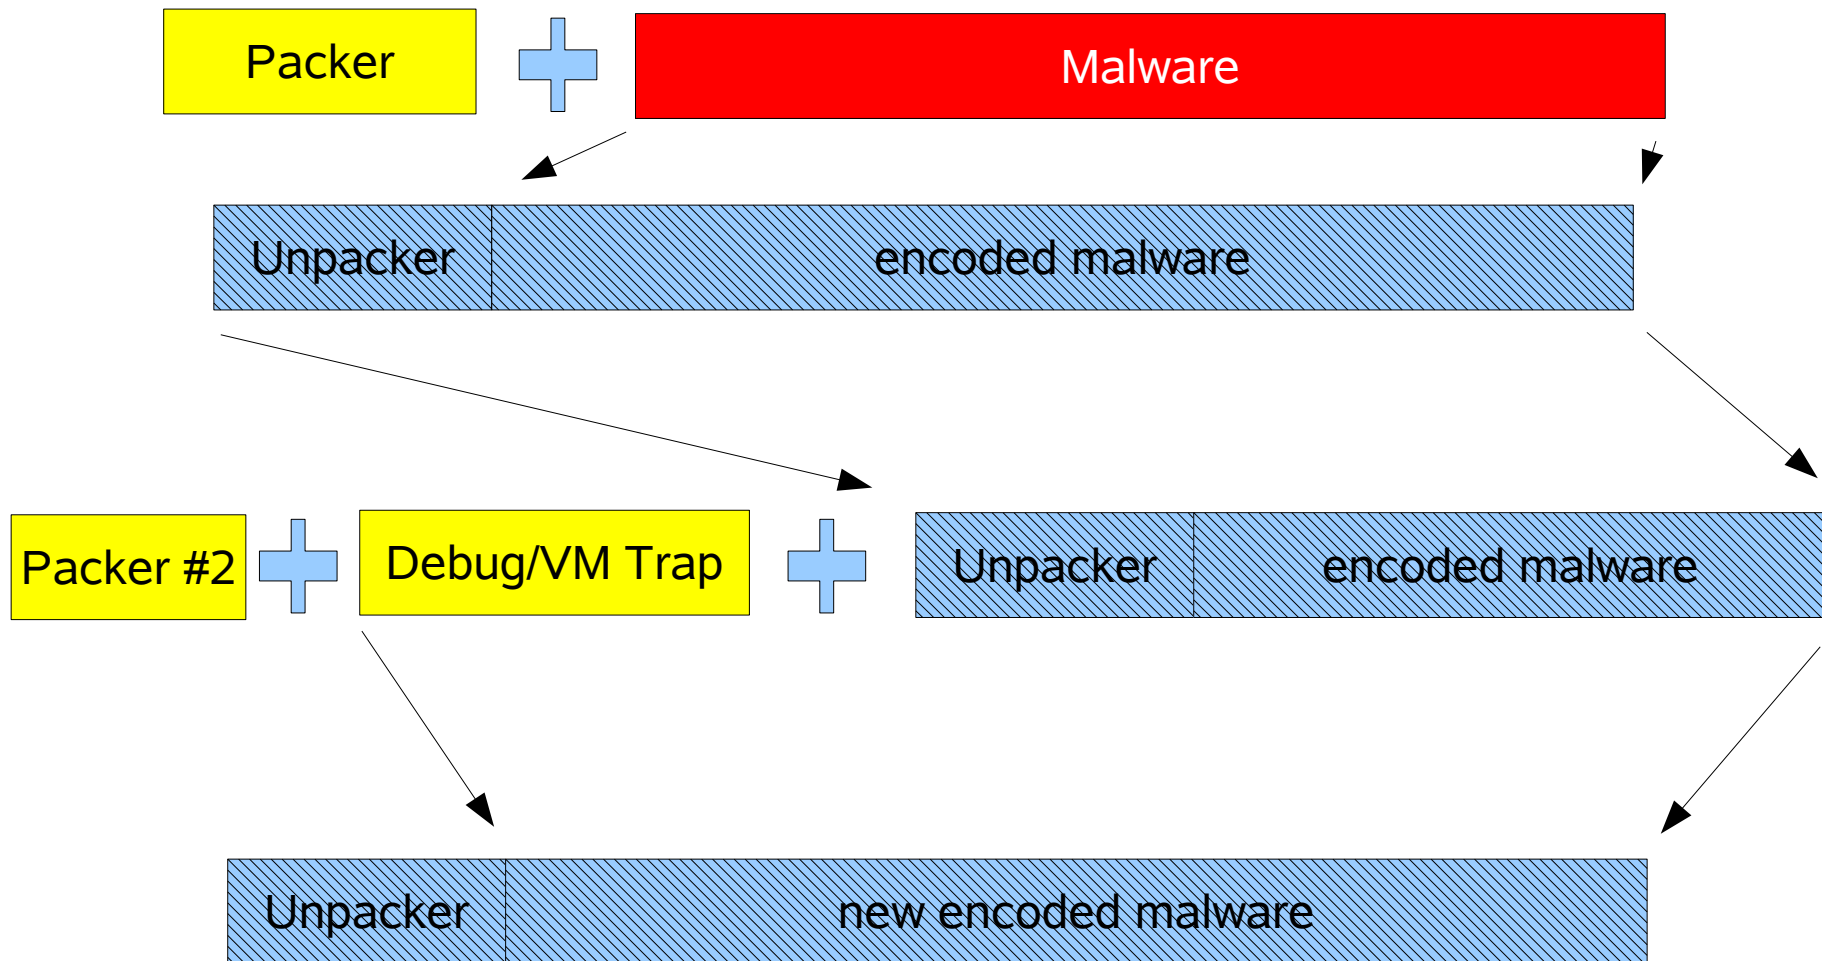 Packer
Malware
Unpacker
encoded malware
Packer #2
Debug/VM Trap
Unpacker
encoded malware
Unpacker
new encoded malware